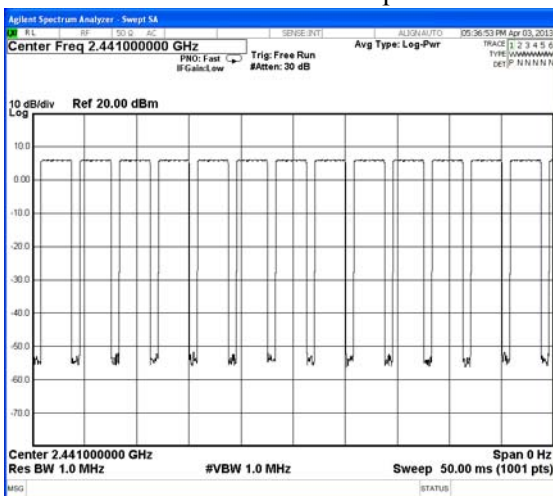 Agilent Spectrum Analyzer - Swept SA
RL RF 50 Ω AC SENSE:INT ALIGNAUTO 05:36:53 PM Apr 03, 2013
Center Freq 2.441000000 GHz
PNO: Fast Trig: Free Run
IFGain:Low #Atten: 30 dB
Avg Type: Log-Pwr
TRACE 1 2 3 4 5 6
TYPE
DET P N N N N N
10 dB/div Ref 20.00 dBm
Log
10.0
0.00
-10.0
-20.0
-30.0
-40.0
-50.0
-60.0
-70.0
Center 2.441000000 GHz Span 0 Hz
Res BW 1.0 MHz #VBW 1.0 MHz Sweep 50.00 ms (1001 pts)
MSG STATUS